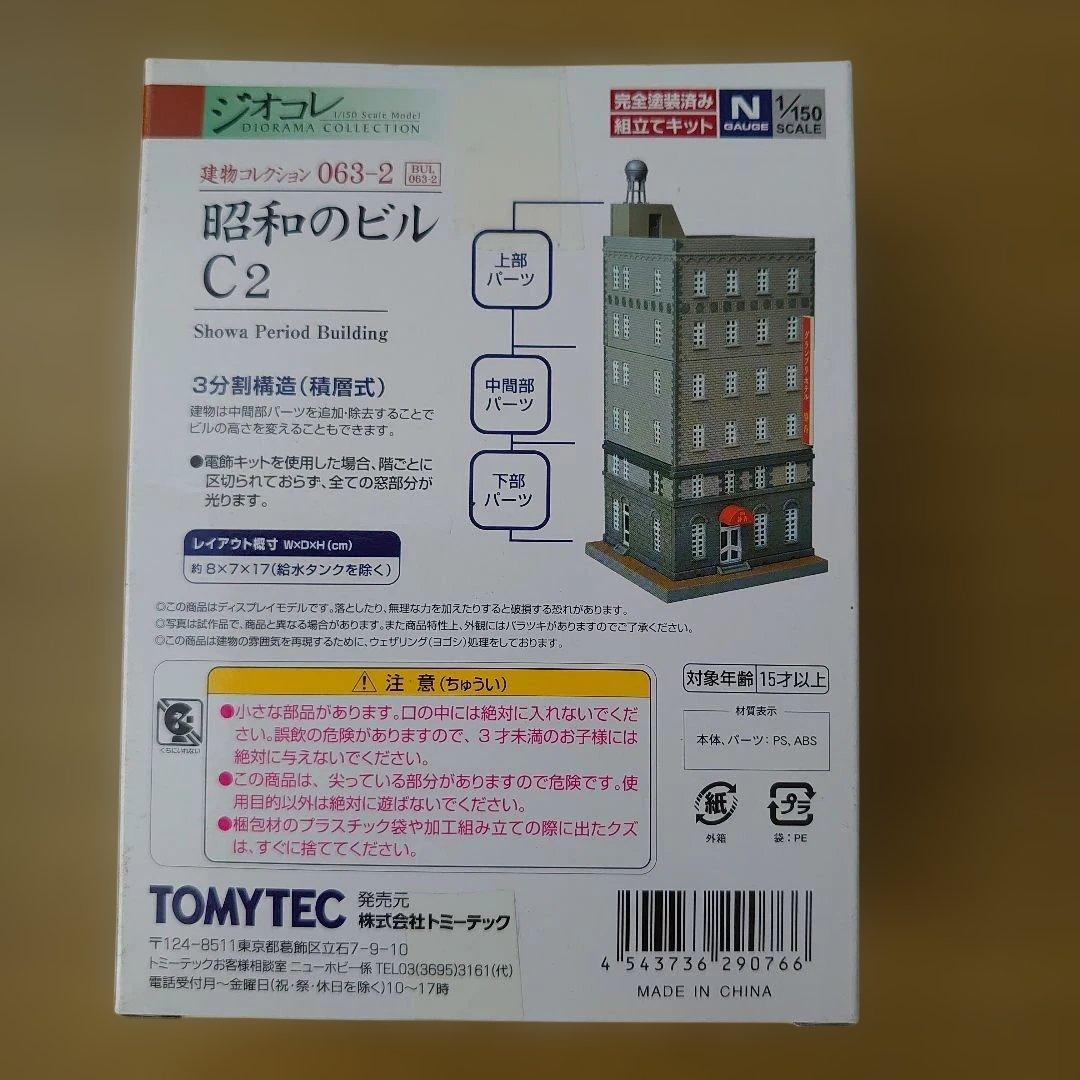 ジオコレ
1/150 Scale Model
DIORAMA COLLECTION
完全塗装済み
組立てキット
N
GAUGE
1/150
SCALE
建物コレクション 063-2
BUL
063-2
昭和のビル
C2
Showa Period Building
3分割構造(積層式)
建物は中間部パーツを追加・除去することで
ビルの高さを変えることもできます。
●電飾キットを使用した場合、階ごとに
区切られておらず、全ての窓部分が
光ります。
レイアウト概寸 W×D×H(cm)
約8×7×17(給水タンクを除く)
上部
パーツ
中間部
パーツ
下部
パーツ
グランプリホテル
◎この商品はディスプレイモデルです。落としたり、無理な力を加えたりすると破損する恐れがあります。
◎写真は試作品で、商品と異なる場合があります。また商品特性上、外観にはバラツキがありますのでご了承ください。
◎この商品は建物の雰囲気を再現するために、ウェザリング(ヨゴシ)処理をしております。
くちにいれない
注意(ちゅうい)
●小さな部品があります。口の中には絶対に入れないでくだ
さい。誤飲の危険がありますので、3才未満のお子様には
絶対に与えないでください。
●この商品は、尖っている部分がありますので危険です。使
用目的以外は絶対に遊ばないでください。
●梱包材のプラスチック袋や加工組み立ての際に出たクズ
は、すぐに捨ててください。
対象年齢 15才以上
材質表示
本体、パーツ:PS,ABS
紙
外箱
プラ
袋:PE
TOMYTEC
発売元
株式会社トミーテック
〒124-8511東京都葛飾区立石7-9-10
トミーテックお客様相談室 ニューホビー係 TEL03(3695)3161(代)
電話受付月〜金曜日(祝・祭・休日を除く)10〜17時
4 543736 290766
MADE IN CHINA